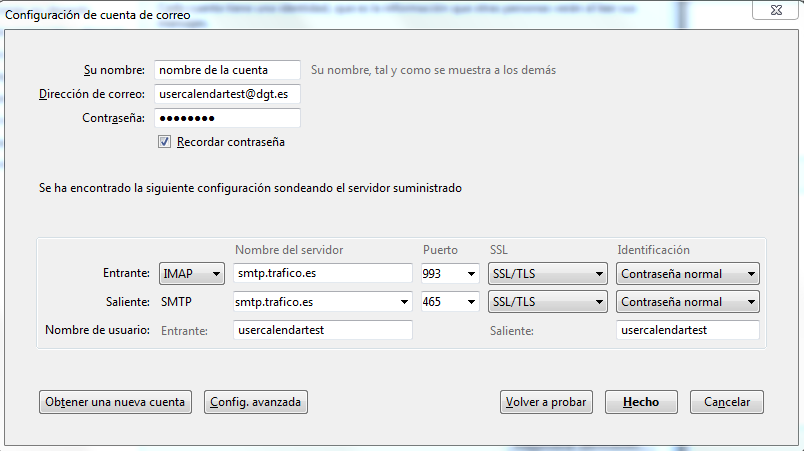 Configuración de cuenta de correo
Su nombre: nombre de la cuenta Su nombre, tal y como se muestra a los demás
Dirección de correo: usercalendartest@dgt.es
Contraseña: ●●●●●●●●
Recordar contraseña
Se ha encontrado la siguiente configuración sondeando el servidor suministrado
Nombre del servidor Puerto SSL Identificación
Entrante: IMAP smtp.trafico.es 993 SSL/TLS Contraseña normal
Saliente: SMTP smtp.trafico.es 465 SSL/TLS Contraseña normal
Nombre de usuario: Entrante: usercalendartest Saliente: usercalendartest
Obtener una nueva cuenta Config. avanzada Volver a probar Hecho Cancelar